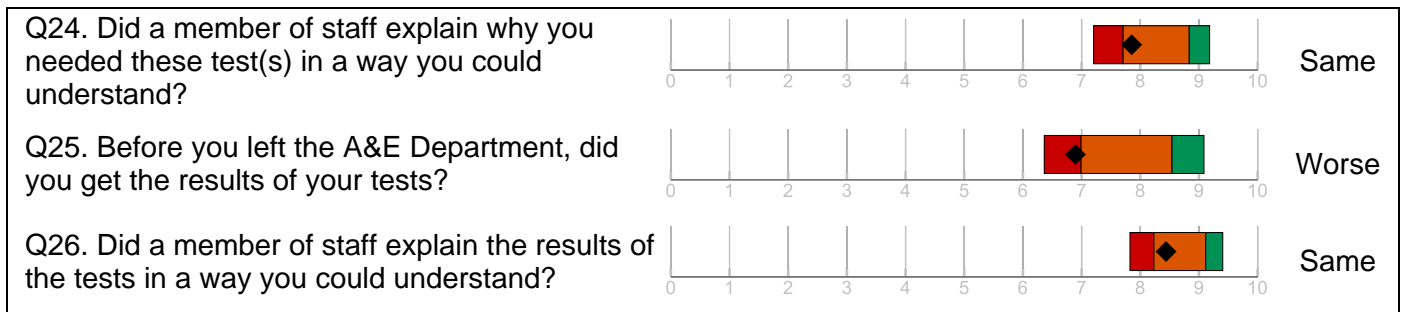 Q24. Did a member of staff explain why you
needed these test(s) in a way you could
understand?
0 1 2 3 4 5 6 7 8 9 10
Same
Q25. Before you left the A&E Department, did
you get the results of your tests?
0 1 2 3 4 5 6 7 8 9 10
Worse
Q26. Did a member of staff explain the results of
the tests in a way you could understand?
0 1 2 3 4 5 6 7 8 9 10
Same